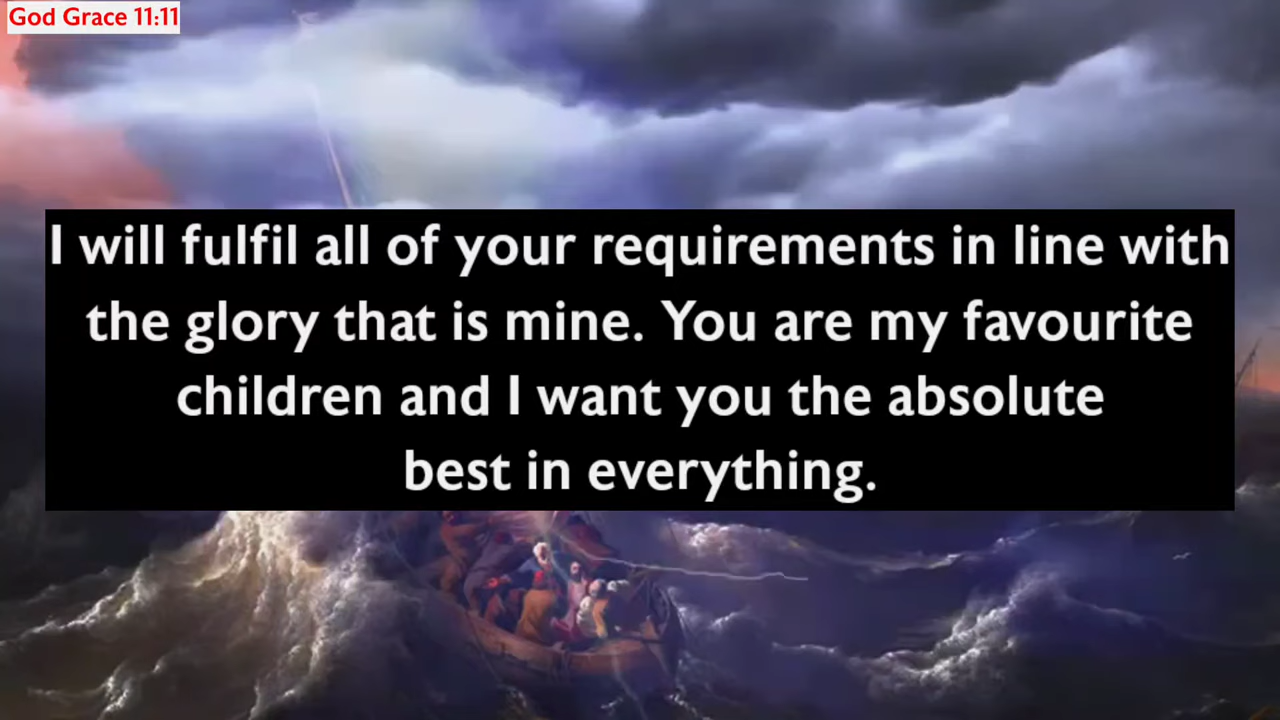 God Grace 11:11
I will fulfil all of your requirements in line with
the glory that is mine. You are my favourite
children and I want you the absolute
best in everything.